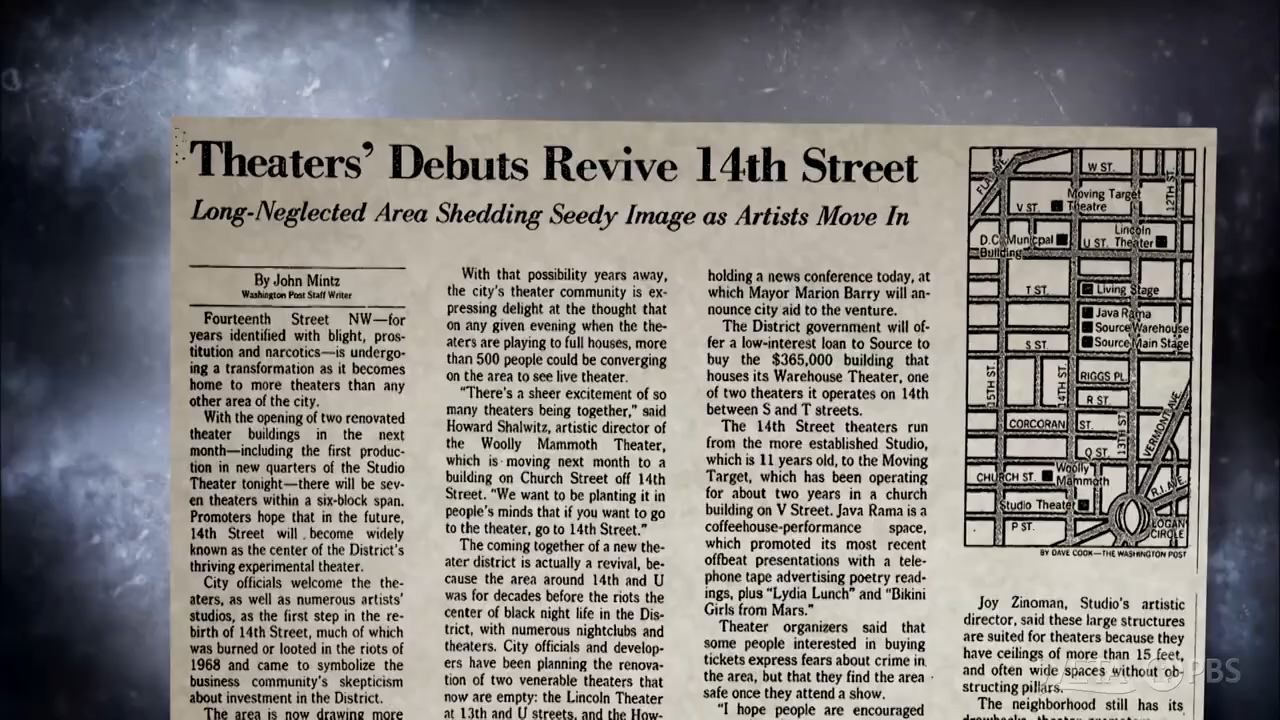 Theaters' Debuts Revive 14th Street
Long-Neglected Area Shedding Seedy Image as Artists Move In
By John Mintz
Washington Post Staff Writer
Fourteenth Street NW—for
years identified with blight, pros-
titution and narcotics—is undergo-
ing a transformation as it becomes
home to more theaters than any
other area of the city.
With the opening of two renovated
theater buildings in the next
month—including the first produc-
tion in new quarters of the Studio
Theater tonight—there will be sev-
en theaters within a six-block span.
Promoters hope that in the future,
14th Street will become widely
known as the center of the District's
thriving experimental theater.
City officials welcome the the-
aters, as well as numerous artists'
studios, as the first step in the re-
birth of 14th Street, much of which
was burned or looted in the riots of
1968 and came to symbolize the
business community's skepticism
about investment in the District.
The area is now drawing more
With that possibility years away,
the city's theater community is ex-
pressing delight at the thought that
on any given evening when the the-
aters are playing to full houses, more
than 500 people could be converging
on the area to see live theater.
"There's a sheer excitement of so
many theaters being together," said
Howard Shalwitz, artistic director of
the Woolly Mammoth Theater,
which is moving next month to a
building on Church Street off 14th
Street. "We want to be planting it in
people's minds that if you want to go
to the theater, go to 14th Street."
The coming together of a new the-
ater district is actually a revival, be-
cause the area around 14th and U
was for decades before the riots the
center of black night life in the Dis-
trict, with numerous nightclubs and
theaters. City officials and develop-
ers have been planning the renova-
tion of two venerable theaters that
now are empty: the Lincoln Theater
at 13th and U streets, and the How-
holding a news conference today, at
which Mayor Marion Barry will an-
nounce city aid to the venture.
The District government will of-
fer a low-interest loan to Source to
buy the $365,000 building that
houses its Warehouse Theater, one
of two theaters it operates on 14th
between S and T streets.
The 14th Street theaters run
from the more established Studio,
which is 11 years old, to the Moving
Target, which has been operating
for about two years in a church
building on V Street. Java Rama is a
coffeehouse-performance space,
which promoted its most recent
offbeat presentations with a tele-
phone tape advertising poetry read-
ings, plus "Lydia Lunch" and "Bikini
Girls from Mars."
Theater organizers said that
some people interested in buying
tickets express fears about crime in
the area, but that they find the area
safe once they attend a show.
"I hope people are encouraged
FLA. AVE.
W ST.
12TH ST.
Moving Target
Theatre
V ST.
D.C. Municpal
Building
U ST.
Lincoln
Theater
T ST.
Living Stage
Java Rama
Source Warehouse
Source Main Stage
S ST.
15TH ST.
14TH ST.
RIGGS PL.
R ST.
CORCORAN ST.
13TH ST.
VERMONT AVE.
Q ST.
CHURCH ST.
Woolly
Mammoth
R.I. AVE.
Studio Theater
P ST.
LOGAN
CIRCLE
BY DAVE COOK—THE WASHINGTON POST
Joy Zinoman, Studio's artistic
director, said these large structures
are suited for theaters because they
have ceilings of more than 15 feet,
and often wide spaces without ob-
structing pillars.
The neighborhood still has its
WETA PBS